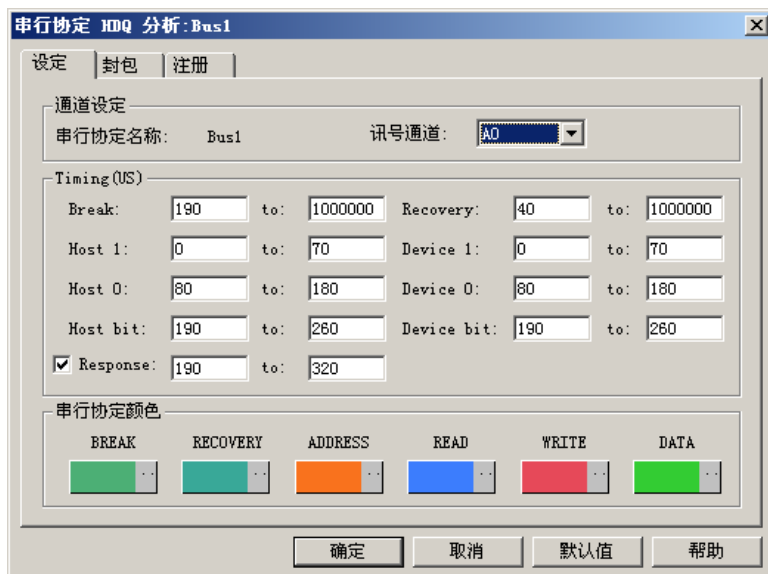 串行协定 HDQ 分析:Bus1
设定 封包 注册
通道设定
串行协定名称: Bus1 讯号通道: A0
Timing(US)
Break: 190 to: 1000000 Recovery: 40 to: 1000000
Host 1: 0 to: 70 Device 1: 0 to: 70
Host 0: 80 to: 180 Device 0: 80 to: 180
Host bit: 190 to: 260 Device bit: 190 to: 260
Response: 190 to: 320
串行协定颜色
BREAK RECOVERY ADDRESS READ WRITE DATA
.. .. .. .. .. ..
确定 取消 默认值 帮助